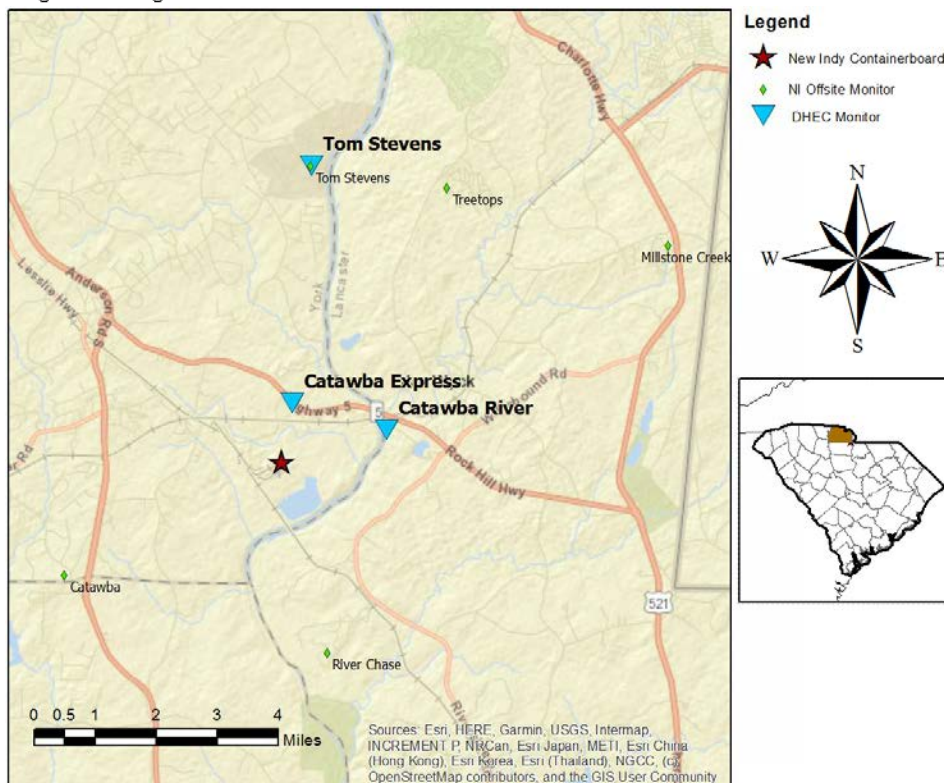 Legend
New Indy Containerboard
NI Offsite Monitor
DHEC Monitor
Charlotte Hwy
Tom Stevens
Tom Stevens
Treetops
Millstone Creek
N
W
E
S
York
Lancaster
Anderson Rd S
Lesslie Hwy
Catawba Express
Highway 5
5
Catawba River
Rd
Rock Hill Hwy
521
Catawba
River Chase
0 0.5 1 2 3 4
Miles
Sources: Esri, HERE, Garmin, USGS, Intermap,
INCREMENT P, NRCan, Esri Japan, METI, Esri China
(Hong Kong), Esri Korea, Esri (Thailand), NGCC, (c)
OpenStreetMap contributors, and the GIS User Community